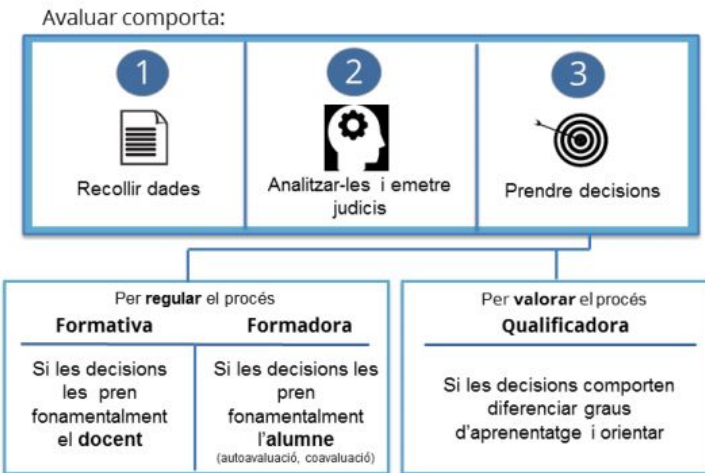 Avaluar comporta:
1
2
3
Recollir dades
Analitzar-les i emetre
judicis
Prendre decisions
Per regular el procés
Formativa
Formadora
Si les decisions
les pren
fonamentalment
el docent
Si les decisions les
pren
fonamentalment
l'alumne
(autoavaluació, coavaluació)
Per valorar el procés
Qualificadora
Si les decisions comporten
diferenciar graus
d'aprenentatge i orientar